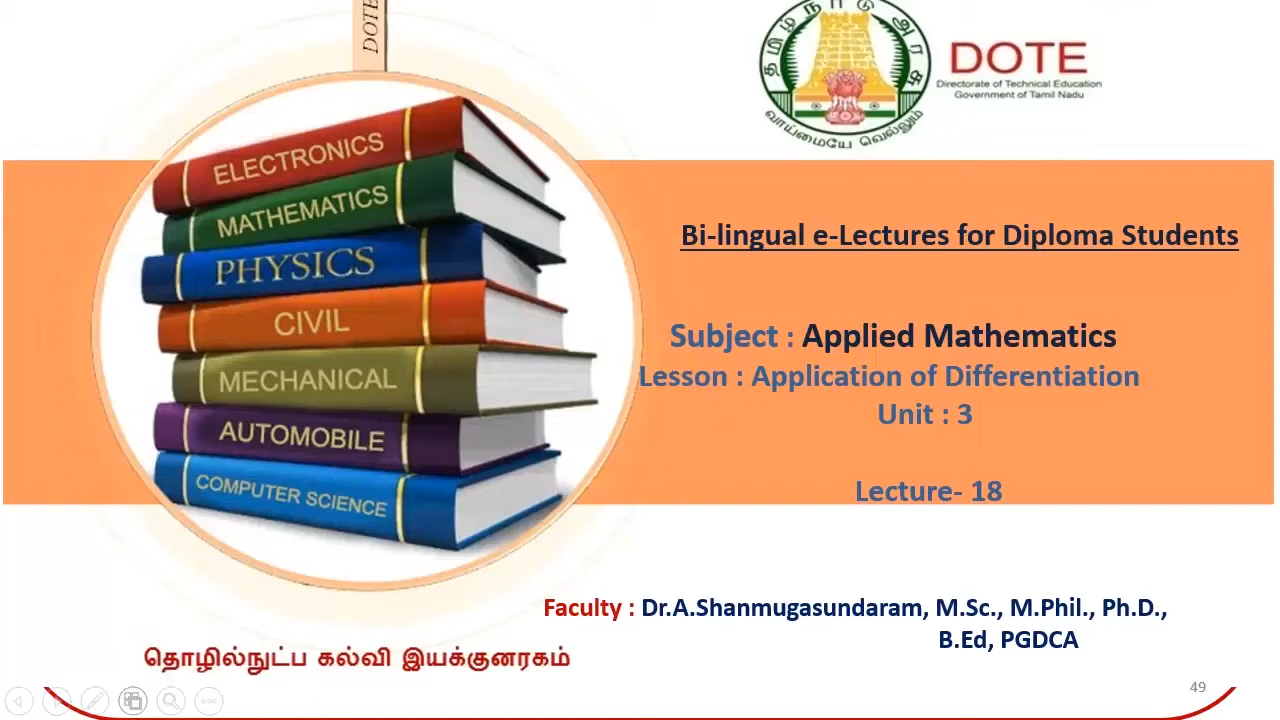 DOTE
தமிழ் நாடு அரசு
வாய்மையே வெல்லும்
DOTE
Directorate of Technical Education
Government of Tamil Nadu
ELECTRONICS
MATHEMATICS
PHYSICS
CIVIL
MECHANICAL
AUTOMOBILE
COMPUTER SCIENCE
Bi-lingual e-Lectures for Diploma Students
Subject : Applied Mathematics
Lesson : Application of Differentiation
Unit : 3
Lecture- 18
Faculty : Dr.A.Shanmugasundaram, M.Sc., M.Phil., Ph.D.,
B.Ed, PGDCA
தொழில்நுட்ப கல்வி இயக்குனரகம்
49